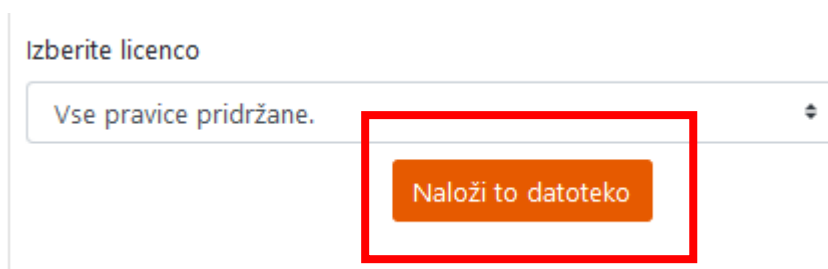 Izberite licenco
Vse pravice pridržane.
Naloži to datoteko